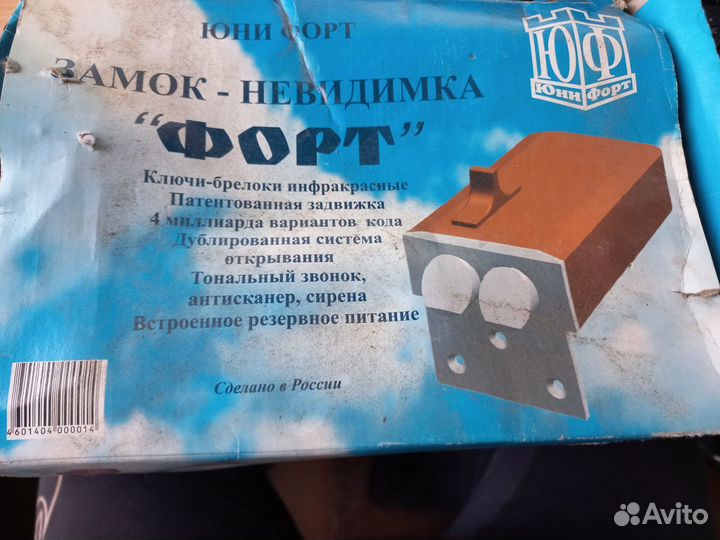 ЮНИ ФОРТ
ЗАМОК - НЕВИДИМКА
"ФОРТ"
Ключи-брелоки инфракрасные
Патентованная задвижка
4 миллиарда вариантов кода
Дублированная система
открывания
Тональный звонок,
антисканер, сирена
Встроенное резервное питание
Сделано в России
4601404000014
ЮФ
ЮНИ ФОРТ
Avito